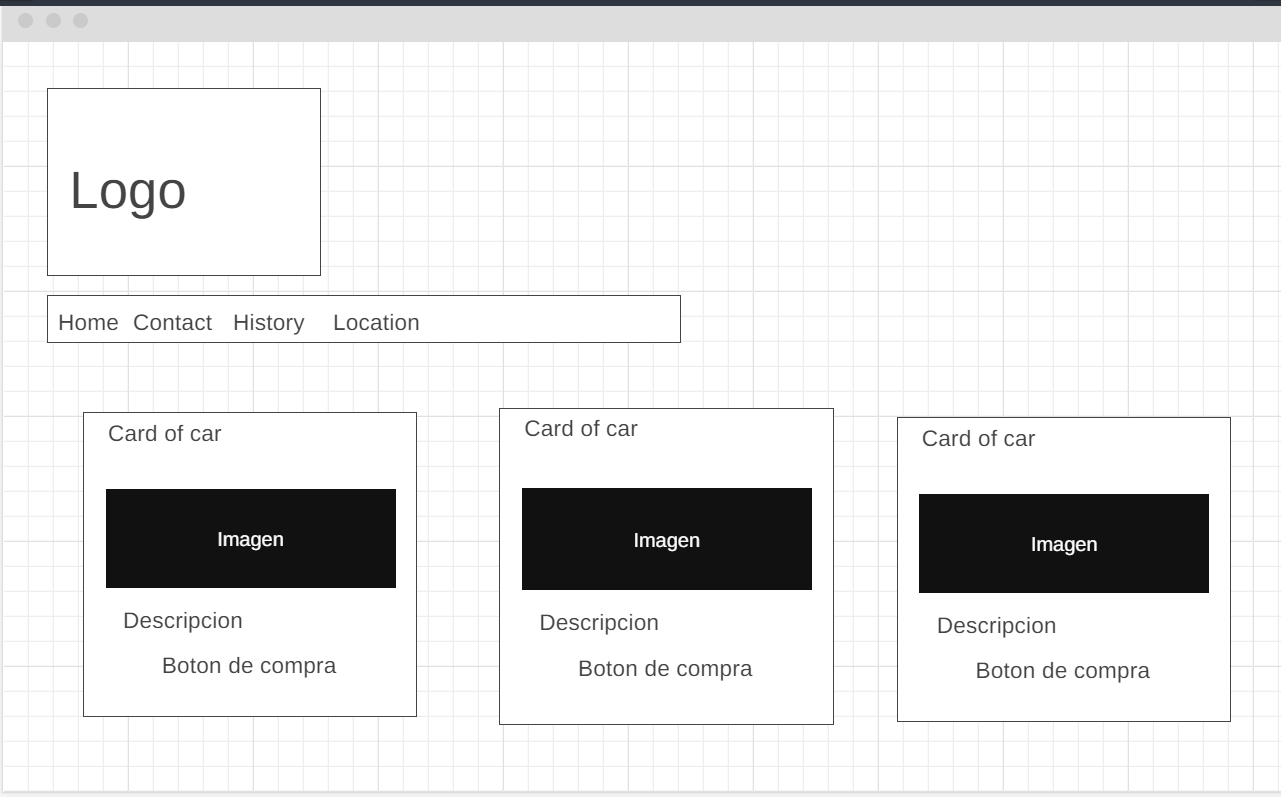 Logo
Home Contact History Location
Card of car
Imagen
Descripcion
Boton de compra
Card of car
Imagen
Descripcion
Boton de compra
Card of car
Imagen
Descripcion
Boton de compra